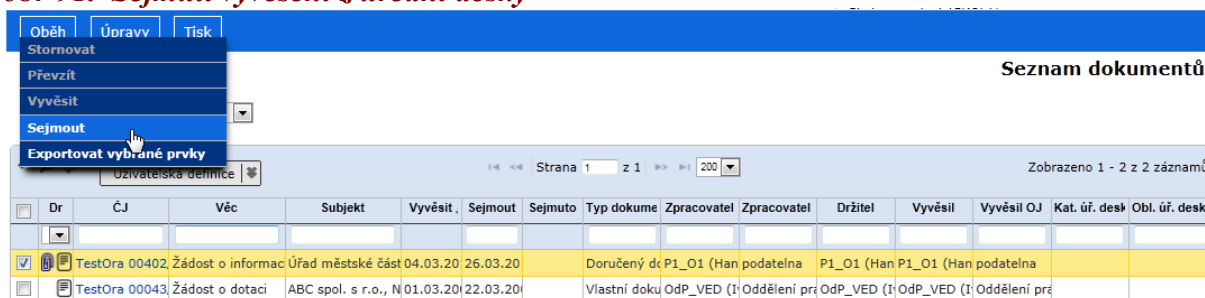 Oběh Úpravy Tisk
Stornovat
Převzít
Vyvěsit
Sejmout
Exportovat vybrané prvky
Seznam dokumentů
Uživatelská definice
Strana 1 z 1 200
Zobrazeno 1 - 2 z 2 záznamů
Dr ČJ Věc Subjekt Vyvěsit Sejmout Sejmuto Typ dokume Zpracovatel Zpracovatel Držitel Vyvěsil Vyvěsil OJ Kat. úř. desk Obl. úř. desk
TestOra 00402 Žádost o informac Úřad městské část 04.03.20 26.03.20 Doručený do P1_O1 (Han podatelna P1_O1 (Han P1_O1 (Han podatelna
TestOra 00043 Žádost o dotaci ABC spol. s r.o., N 01.03.20 22.03.20 Vlastní doku OdP_VED (I Oddělení pra OdP_VED (I OdP_VED (I Oddělení pra